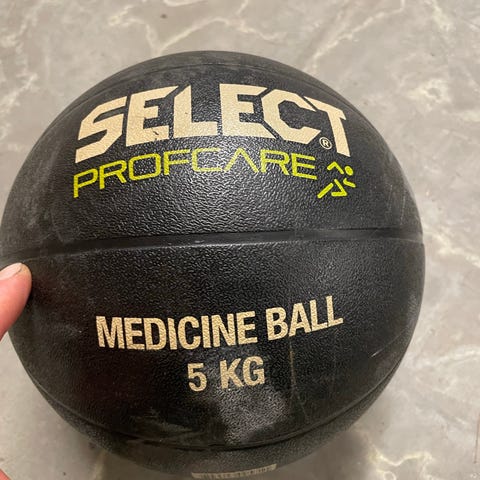 SELECT®
PROFCARE
MEDICINE BALL
5 KG